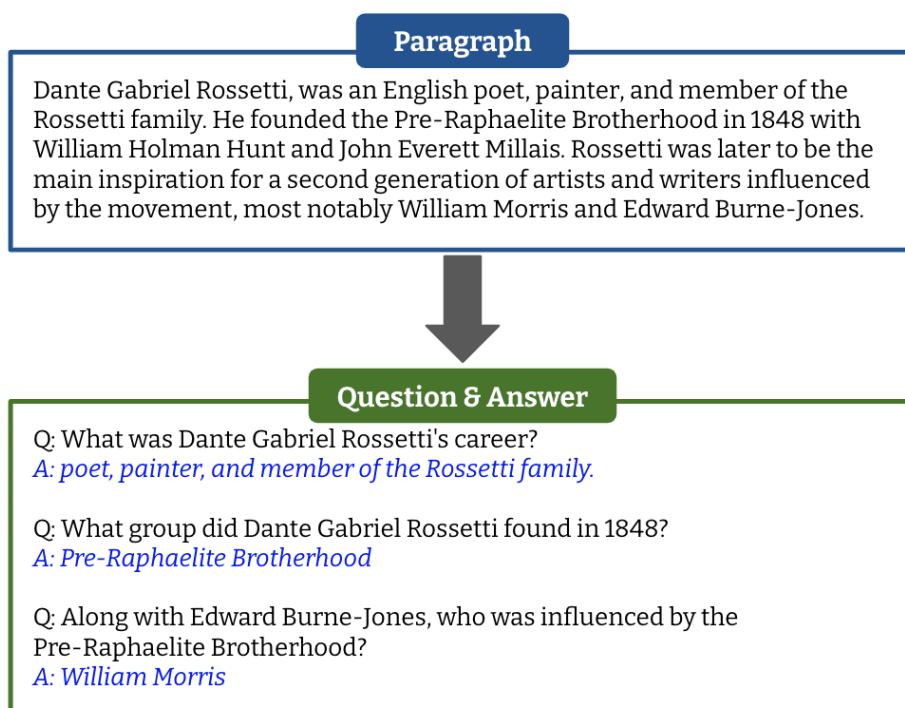 Paragraph
Dante Gabriel Rossetti, was an English poet, painter, and member of the
Rossetti family. He founded the Pre-Raphaelite Brotherhood in 1848 with
William Holman Hunt and John Everett Millais. Rossetti was later to be the
main inspiration for a second generation of artists and writers influenced
by the movement, most notably William Morris and Edward Burne-Jones.
Question & Answer
Q: What was Dante Gabriel Rossetti's career?
A: poet, painter, and member of the Rossetti family.
Q: What group did Dante Gabriel Rossetti found in 1848?
A: Pre-Raphaelite Brotherhood
Q: Along with Edward Burne-Jones, who was influenced by the
Pre-Raphaelite Brotherhood?
A: William Morris